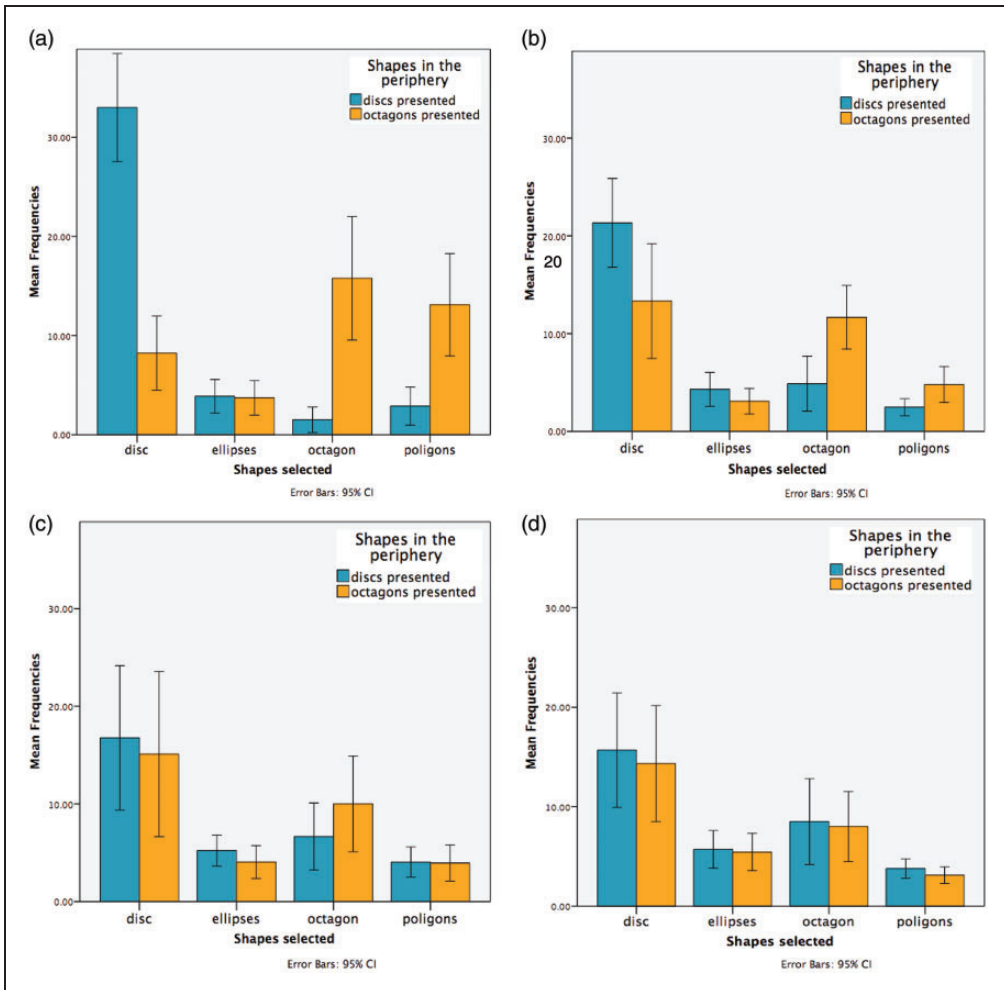 (a)
Shapes in the
periphery
discs presented
octagons presented
Mean Frequencies
30.00
20.00
10.00
0.00
disc ellipses octagon poligons
Shapes selected
Error Bars: 95% CI
(b)
Shapes in the
periphery
discs presented
octagons presented
Mean Frequencies
30.00
20.00
20
10.00
0.00
disc ellipses octagon poligons
Shapes selected
Error Bars: 95% CI
(c)
Shapes in the
periphery
discs presented
octagons presented
Mean Frequencies
30.00
20.00
10.00
0.00
disc ellipses octagon poligons
Shapes selected
Error Bars: 95% CI
(d)
Shapes in the
periphery
discs presented
octagons presented
Mean Frequencies
30.00
20.00
10.00
0.00
disc ellipses octagon poligons
Shapes selected
Error Bars: 95% CI